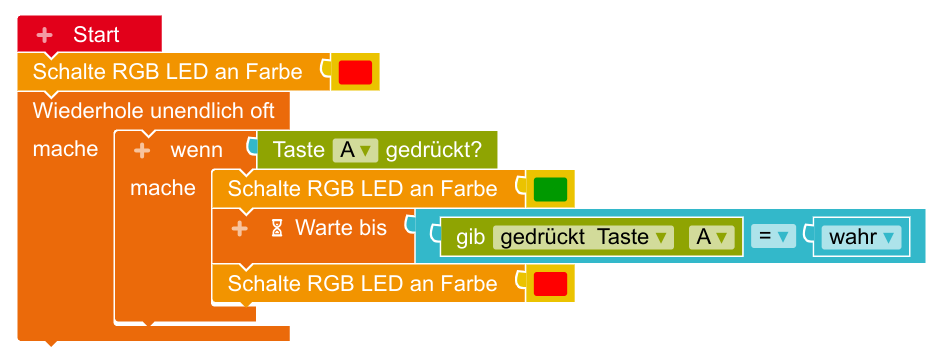 Start
Schalte RGB LED an Farbe
Wiederhole unendlich oft
mache wenn Taste A gedrückt?
mache Schalte RGB LED an Farbe
Warte bis gib gedrückt Taste A = wahr
Schalte RGB LED an Farbe